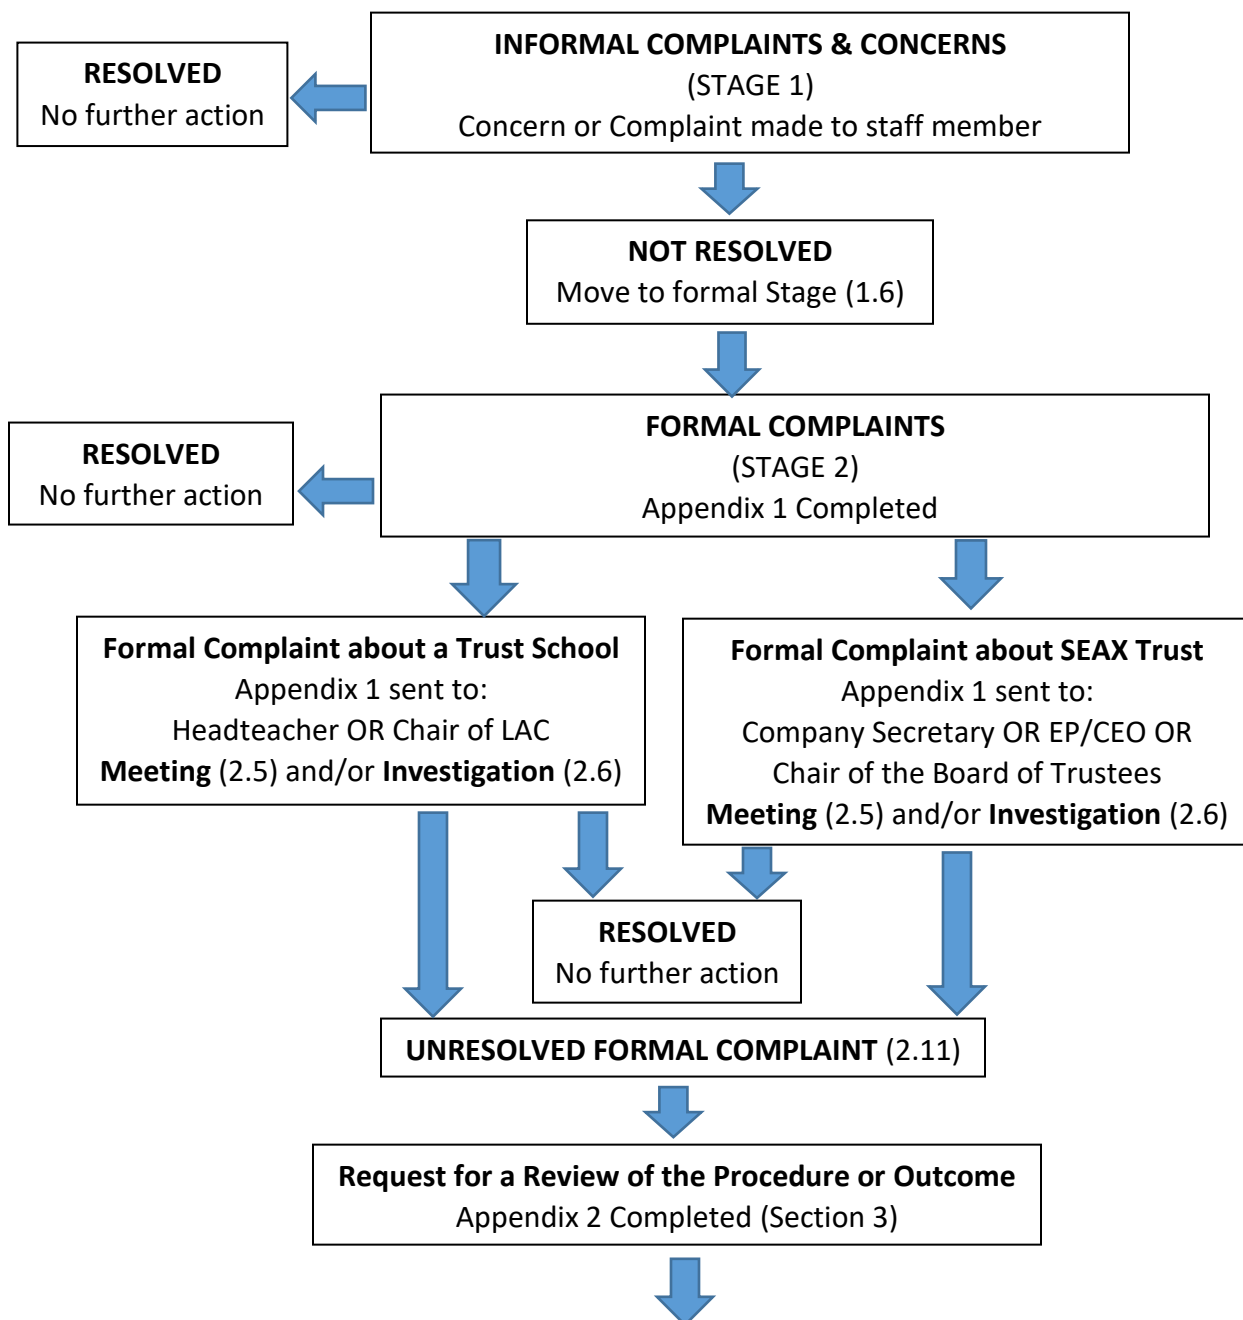 INFORMAL COMPLAINTS & CONCERNS
(STAGE 1)
Concern or Complaint made to staff member
RESOLVED
No further action
NOT RESOLVED
Move to formal Stage (1.6)
FORMAL COMPLAINTS
(STAGE 2)
Appendix 1 Completed
RESOLVED
No further action
Formal Complaint about a Trust School
Appendix 1 sent to:
Headteacher OR Chair of LAC
Meeting (2.5) and/or Investigation (2.6)
Formal Complaint about SEAX Trust
Appendix 1 sent to:
Company Secretary OR EP/CEO OR
Chair of the Board of Trustees
Meeting (2.5) and/or Investigation (2.6)
RESOLVED
No further action
UNRESOLVED FORMAL COMPLAINT (2.11)
Request for a Review of the Procedure or Outcome
Appendix 2 Completed (Section 3)